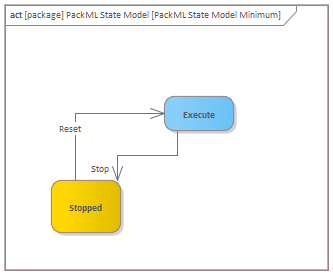 act [package] PackML State Model [PackML State Model Minimum]
Execute
Reset
Stop
Stopped